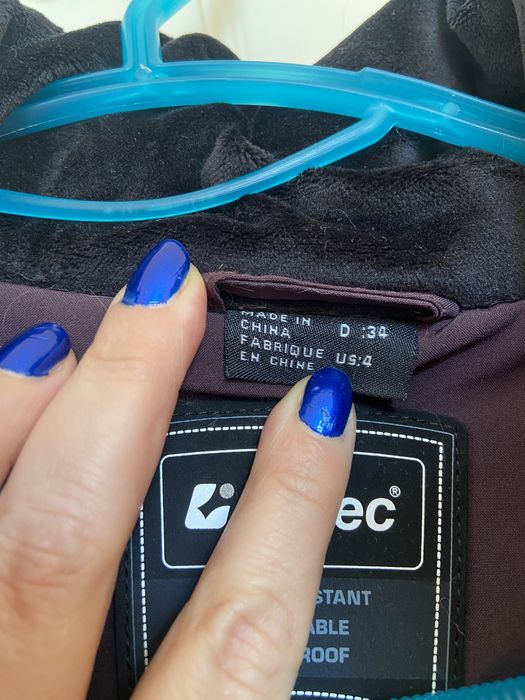 MADE IN
CHINA
FABRIQUE
EN CHINE
D :34
US:4
ec®
STANT
ABLE
ROOF